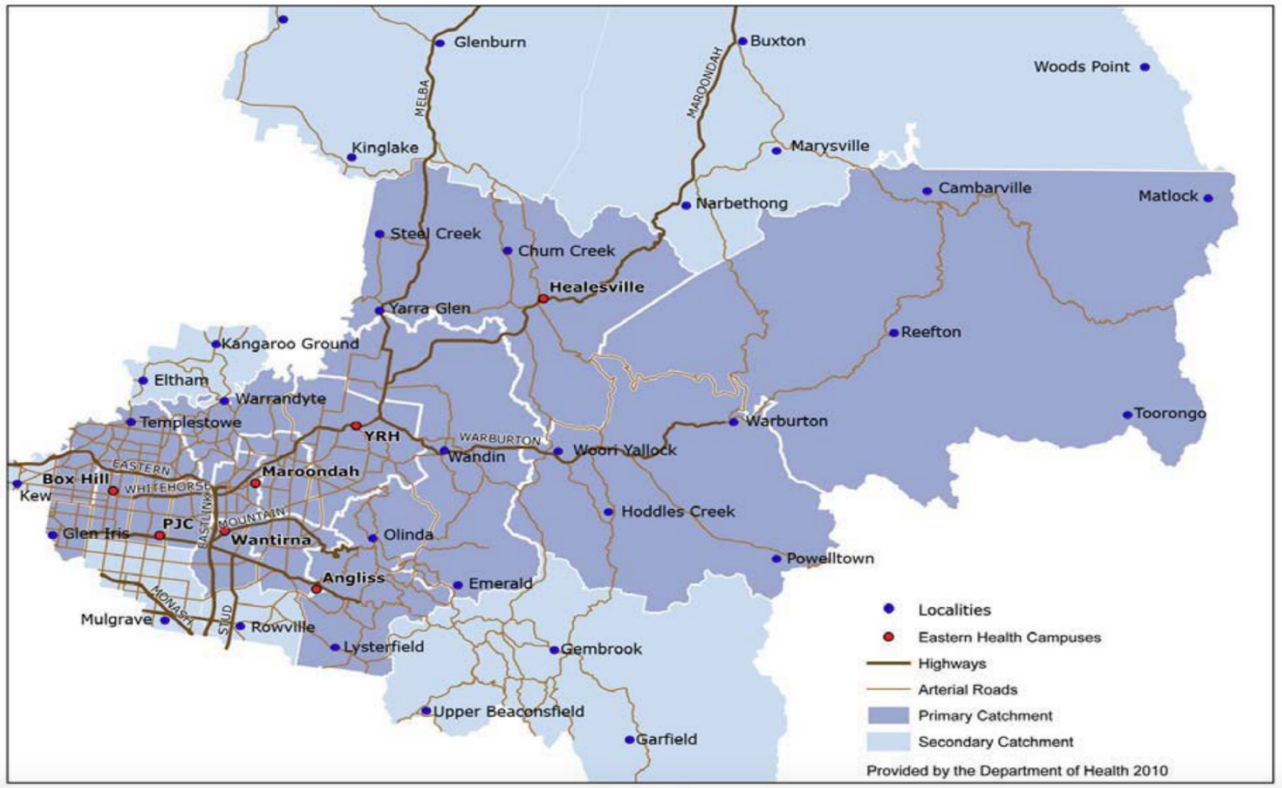 Glenburn
Buxton
Woods Point
MELBA
MAROONDAH
Kinglake
Marysville
Cambarville
Matlock
Narbethong
Steel Creek
Chum Creek
Healesville
Yarra Glen
Reefton
Kangaroo Ground
Eltham
Warrandyte
Toorongo
Templestowe
Warburton
YRH
WARBURTON
Wandin
Woori Yallock
EASTERN
Maroondah
Box Hill
WHITEHORSE
Kew
EASTLINK
MOUNTAIN
Hoddles Creek
PJC
Glen Iris
Wantirna
Olinda
Powelltown
Angliss
Emerald
MONASH
STUD
Mulgrave
Rowville
Lysterfield
Gembrook
Upper Beaconsfield
Garfield
Localities
Eastern Health Campuses
Highways
Arterial Roads
Primary Catchment
Secondary Catchment
Provided by the Department of Health 2010